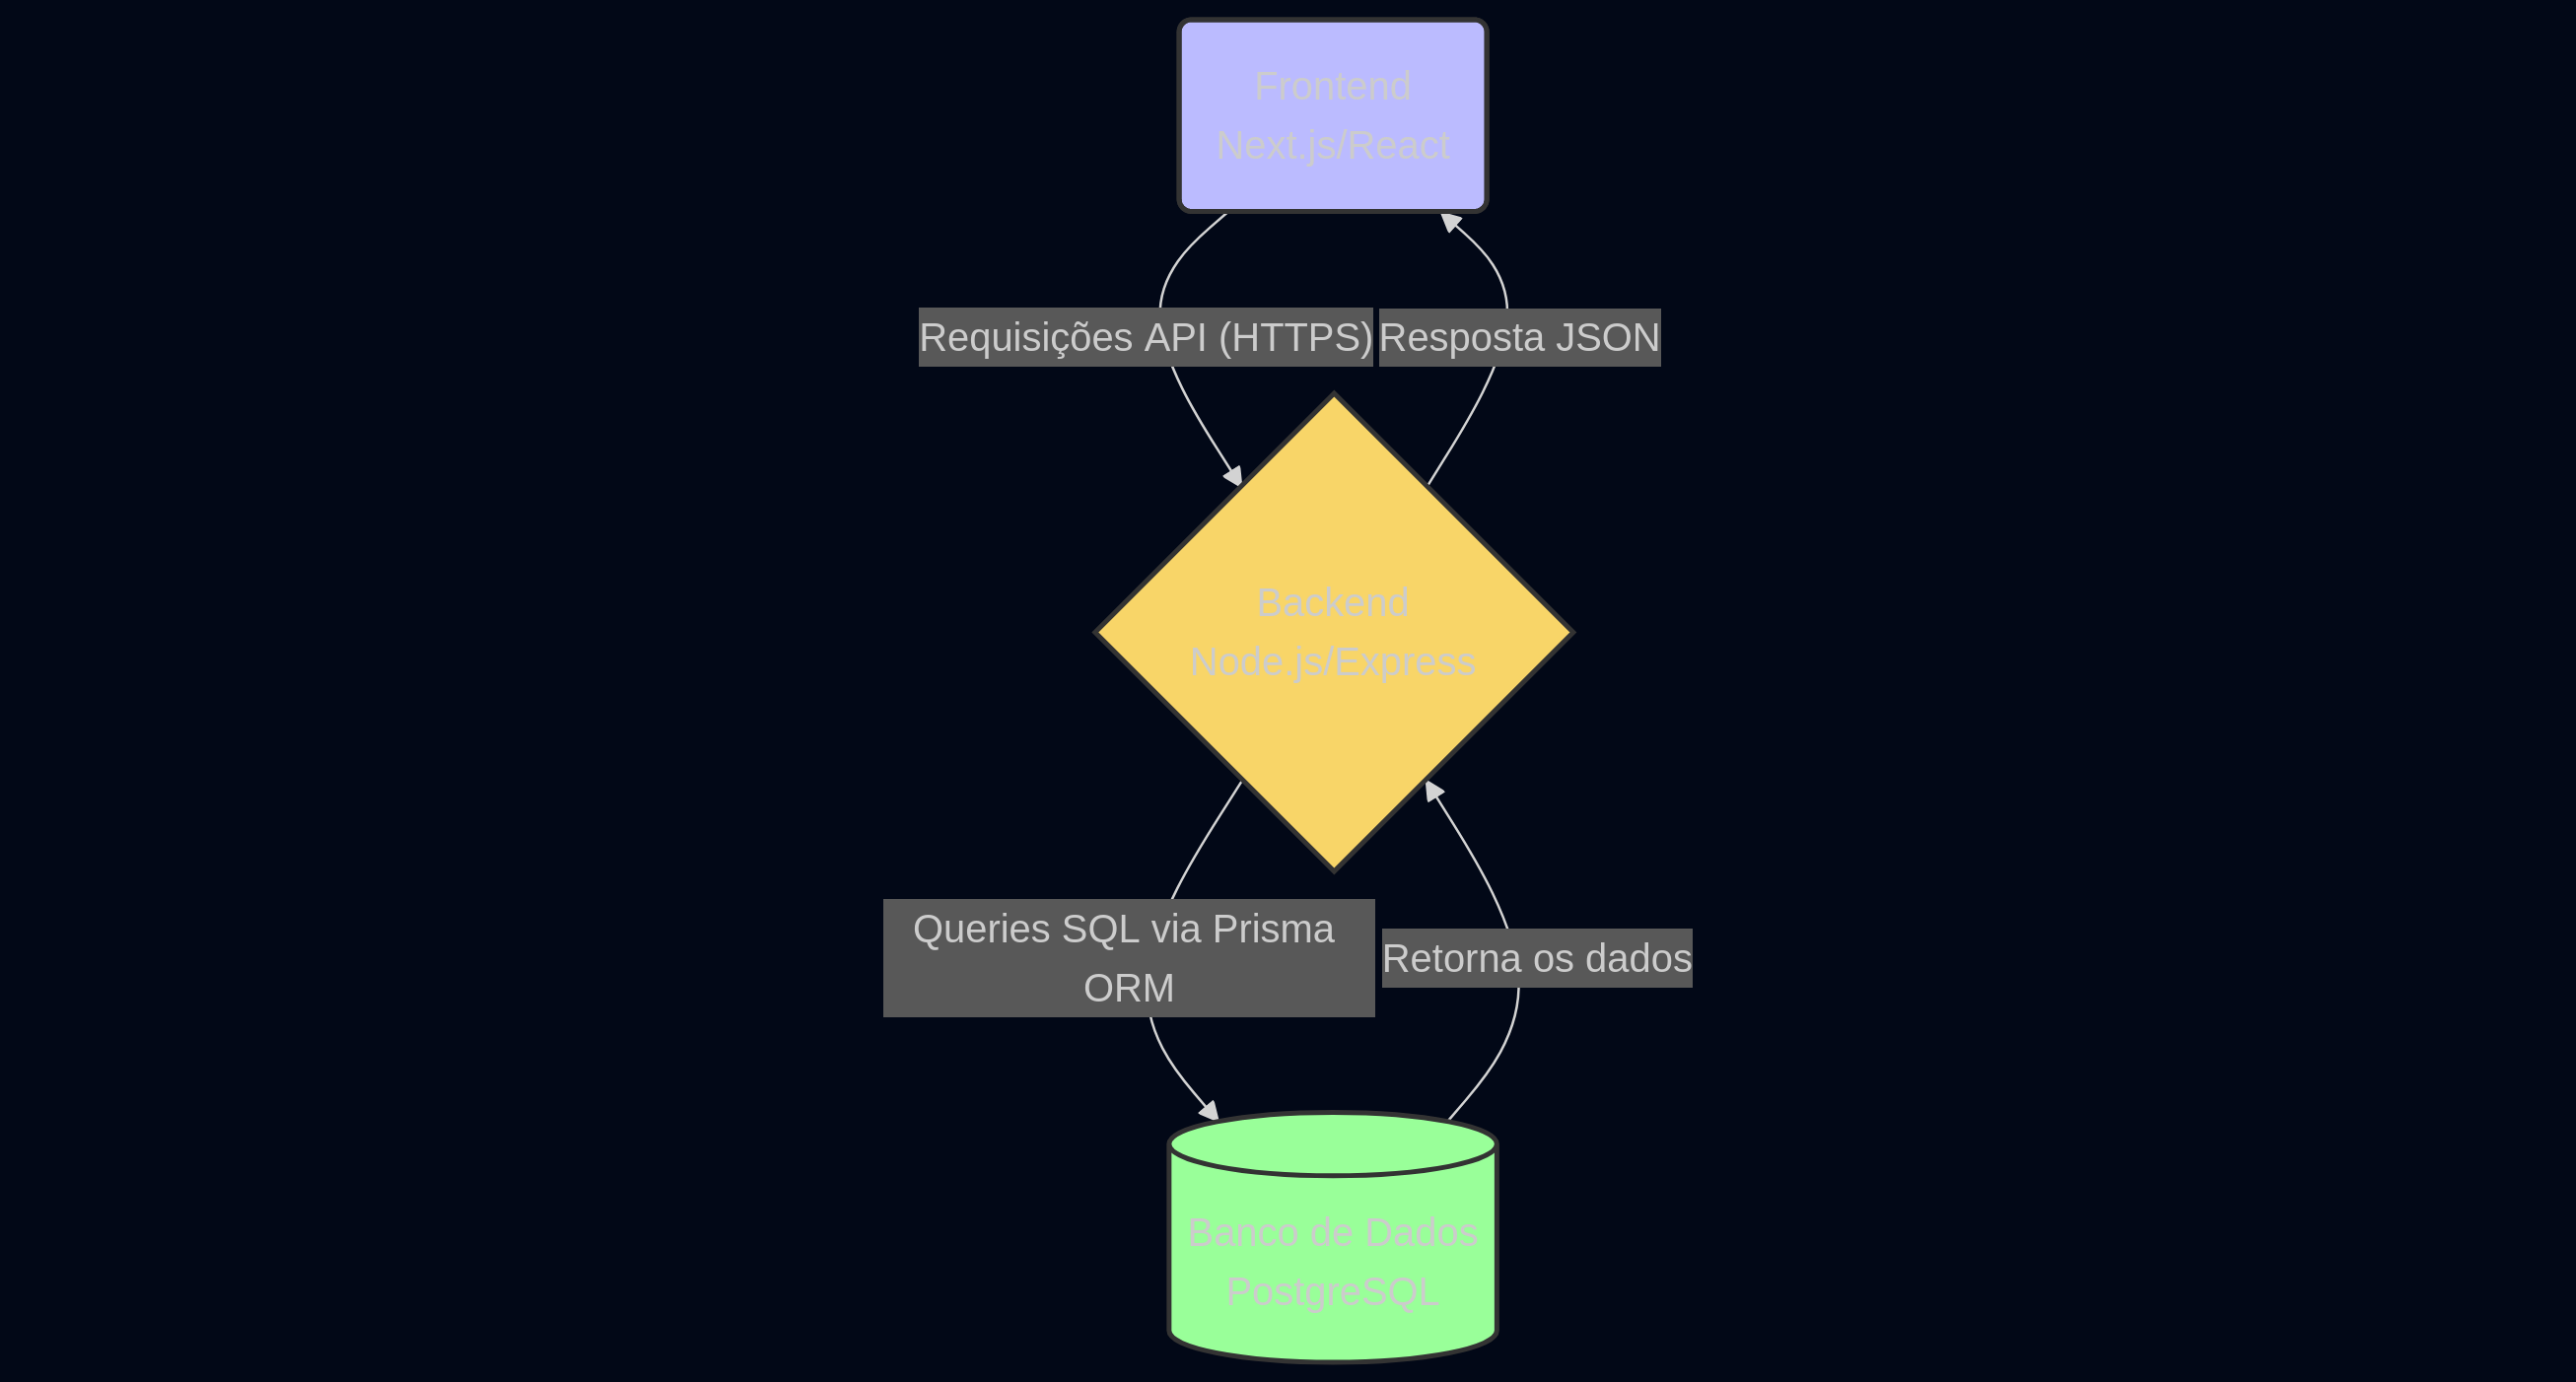 Frontend
Next.js/React
Requisições API (HTTPS)
Resposta JSON
Backend
Node.js/Express
Queries SQL via Prisma
ORM
Retorna os dados
Banco de Dados
PostgreSQL